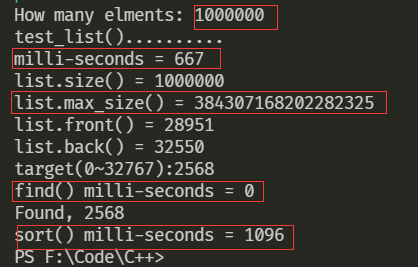 How many elments: 1000000
test_list()..........
milli-seconds = 667
list.size() = 1000000
list.max_size() = 384307168202282325
list.front() = 28951
list.back() = 32550
target(0~32767):2568
find() milli-seconds = 0
Found, 2568
sort() milli-seconds = 1096
PS F:\Code\C++>